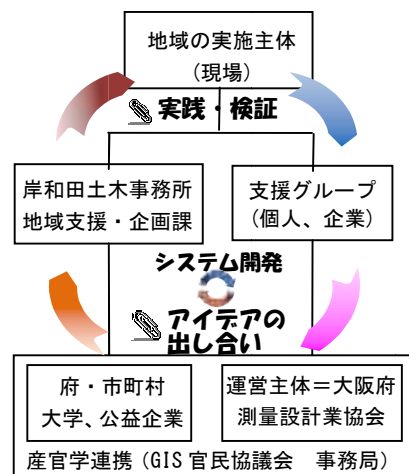 地域の実施主体
(現場)
実践・検証
岸和田土木事務所
地域支援・企画課
支援グループ
(個人、企業)
システム開発
アイデアの
出し合い
府・市町村
大学、公益企業
運営主体＝大阪府
測量設計業協会
産官学連携（GIS 官民協議会　事務局）